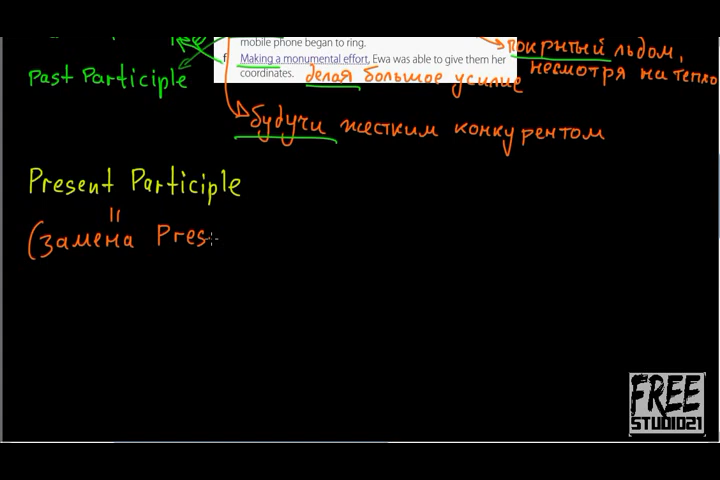 mobile phone began to ring.
покрытый льдом,
f Making a monumental effort, Ewa was able to give them her
несмотря на тепло
Past Participle
coordinates. делая большое усилие
будучи жестким конкурентом
Present Participle
(замена Pres
FREE
STUDIO21